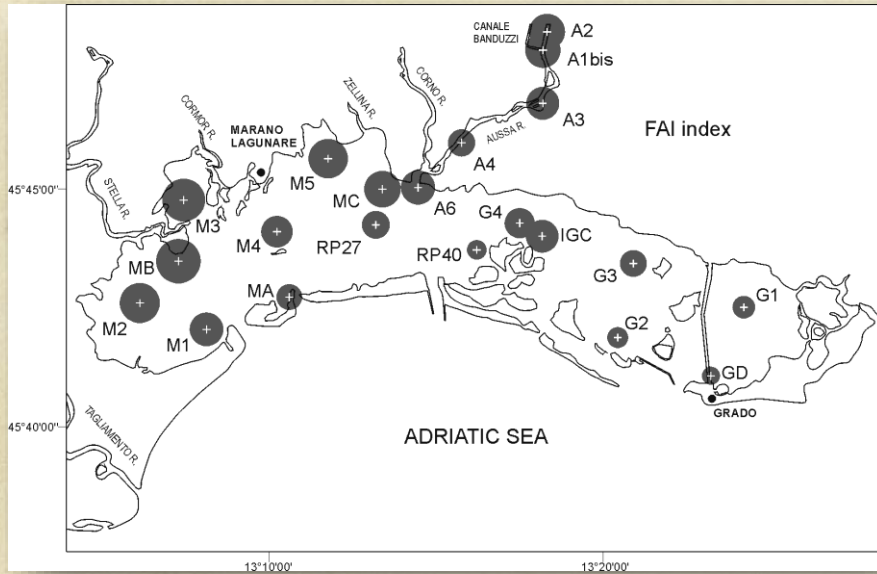 CANALE
BANDUZZI
A2
A1bis
A3
FAI index
AUSSA R.
A4
CORNO R.
ZELLINA R.
CORMOR R.
MARANO
LAGUNARE
STELLA R.
45°45'00''
M5
MC
A6
M3
M4
RP27
G4
IGC
RP40
MB
G3
MA
M2
M1
G1
G2
GD
GRADO
45°40'00''
TAGLIAMENTO R.
ADRIATIC SEA
13°10'00''
13°20'00''